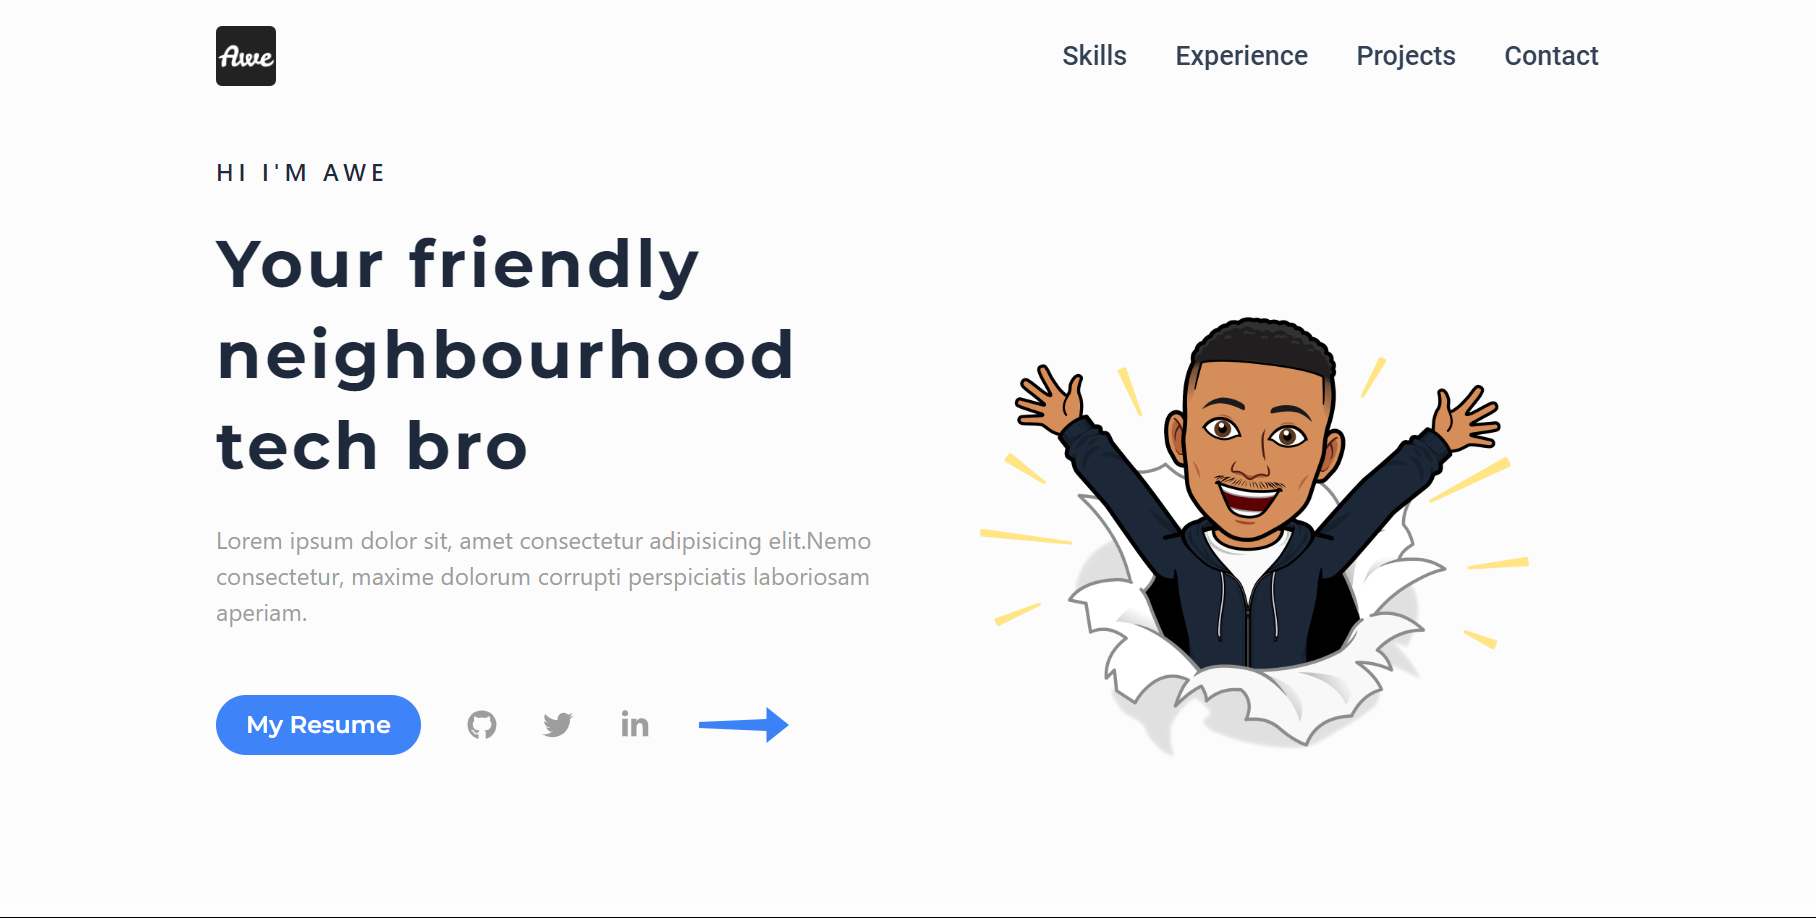 Awe
Skills Experience Projects Contact
HI I'M AWE
Your friendly
neighbourhood
tech bro
Lorem ipsum dolor sit, amet consectetur adipisicing elit.Nemo
consectetur, maxime dolorum corrupti perspiciatis laboriosam
aperiam.
My Resume
in